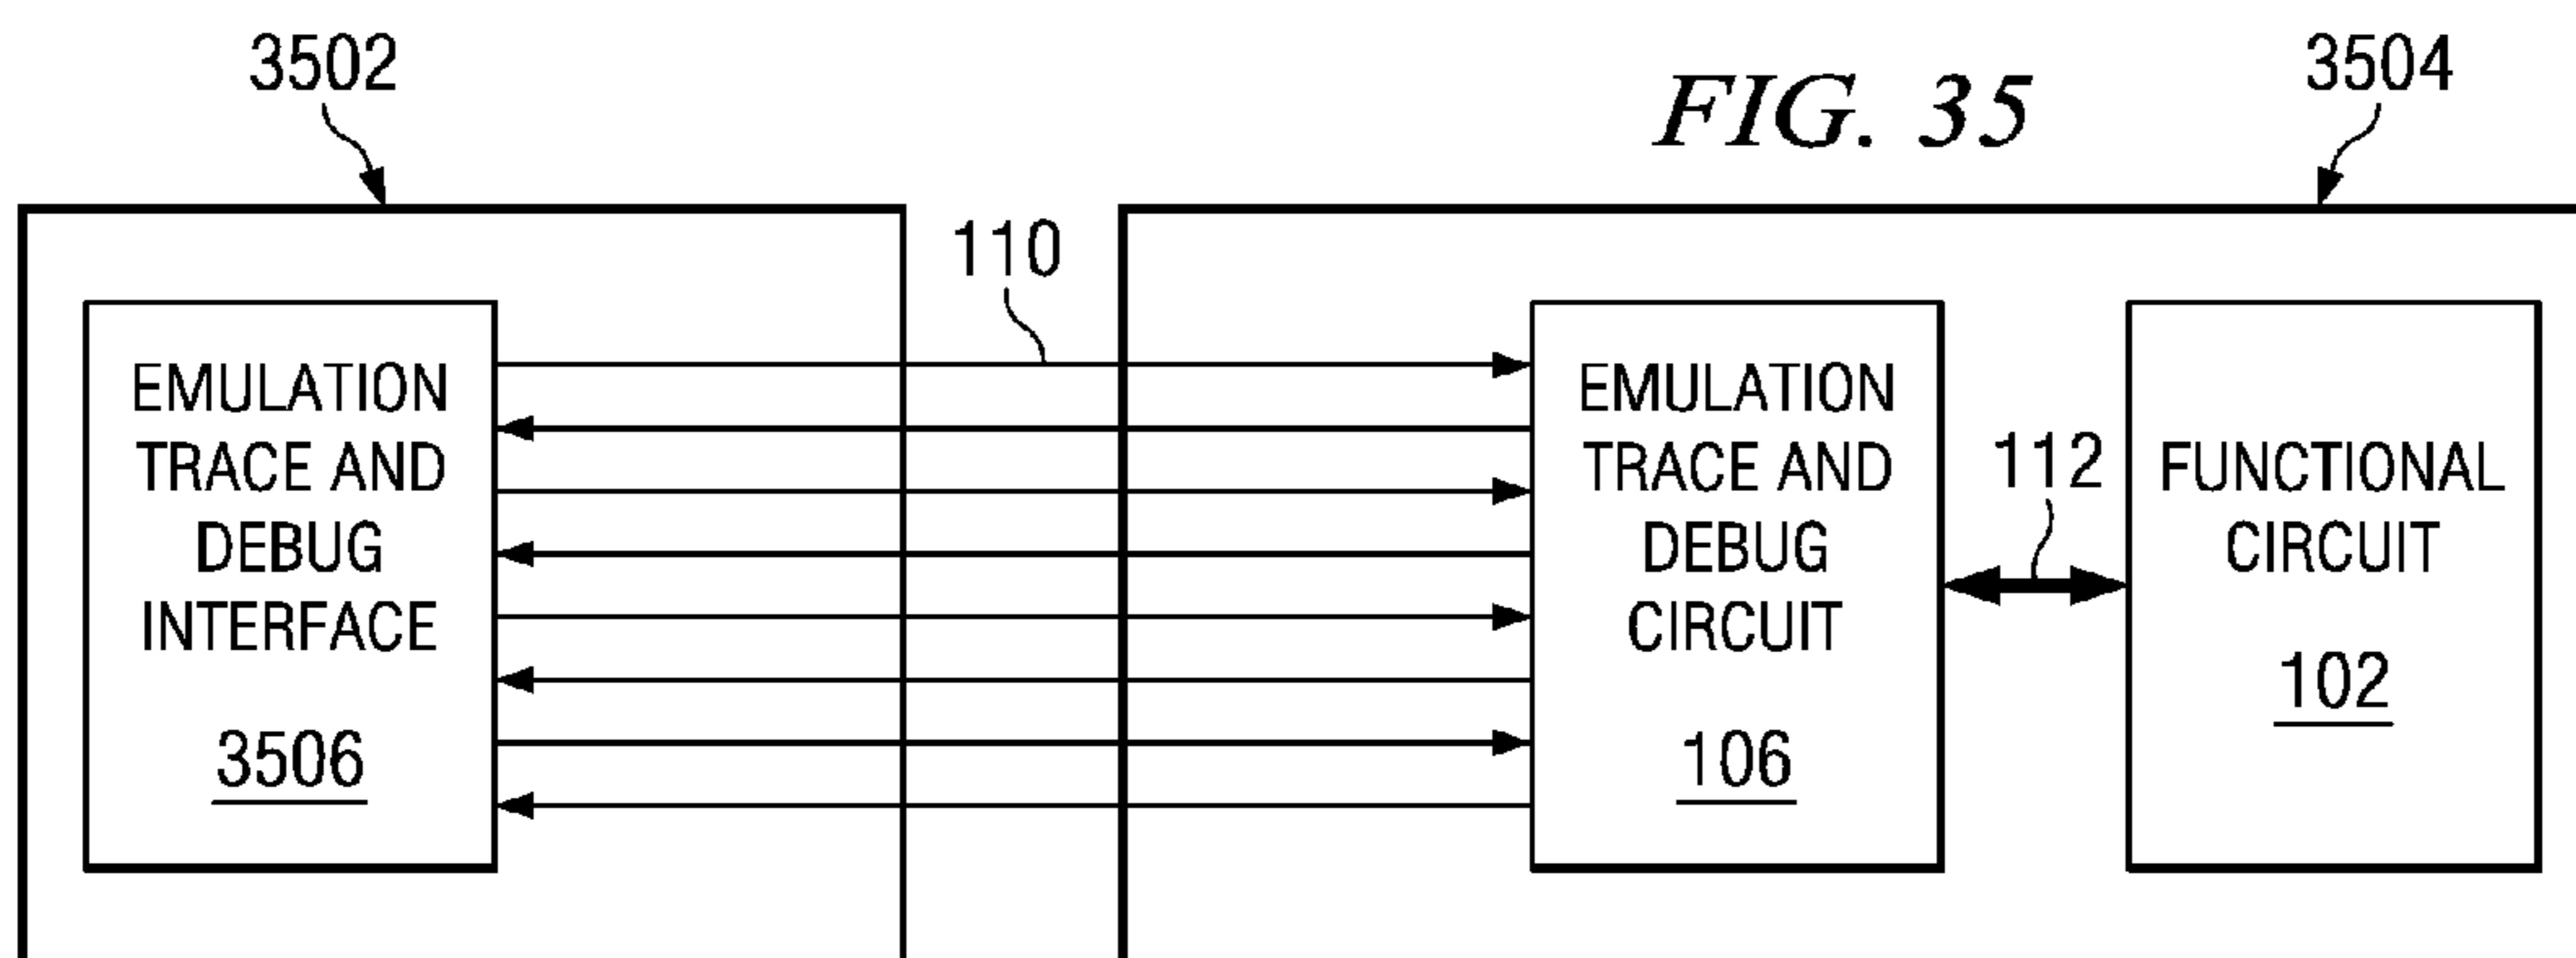 3502
FIG. 35
3504
110
EMULATION
TRACE AND
DEBUG
INTERFACE
3506
EMULATION
TRACE AND
DEBUG
CIRCUIT
106
112
FUNCTIONAL
CIRCUIT
102